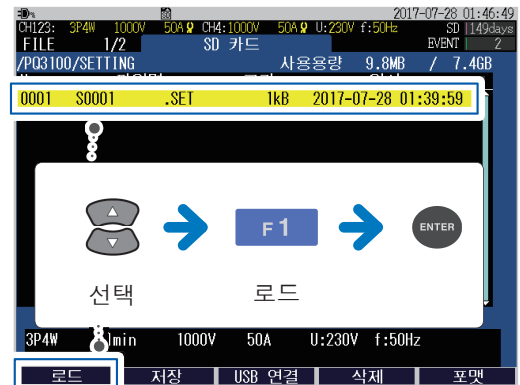 2017-07-28 01:46:49
CH123: 3P4W 1000V 50A CH4:1000V 50A U:230V f:50Hz SD 149days
FILE 1/2 SD 카드 EVENT 2
/PQ3100/SETTING 사용용량 9.8MB / 7.4GB
0001 S0001 .SET 1kB 2017-07-28 01:39:59
F1
ENTER
선택 로드
3P4W min 1000V 50A U:230V f:50Hz
로드 저장 USB 연결 삭제 포맷